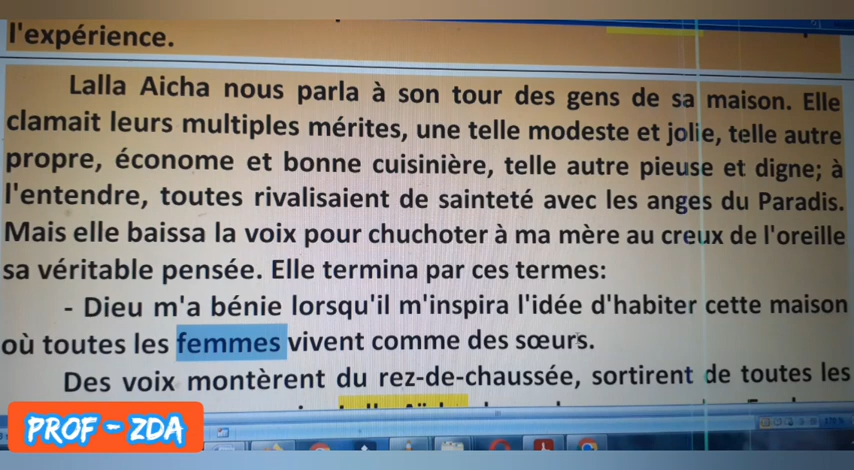 l'expérience.
Lalla Aicha nous parla à son tour des gens de sa maison. Elle
clamait leurs multiples mérites, une telle modeste et jolie, telle autre
propre, économe et bonne cuisinière, telle autre pieuse et digne; à
l'entendre, toutes rivalisaient de sainteté avec les anges du Paradis.
Mais elle baissa la voix pour chuchoter à ma mère au creux de l'oreille
sa véritable pensée. Elle termina par ces termes:
- Dieu m'a bénie lorsqu'il m'inspira l'idée d'habiter cette maison
où toutes les femmes vivent comme des sœurs.
Des voix montèrent du rez-de-chaussée, sortirent de toutes les
PROF - ZDA